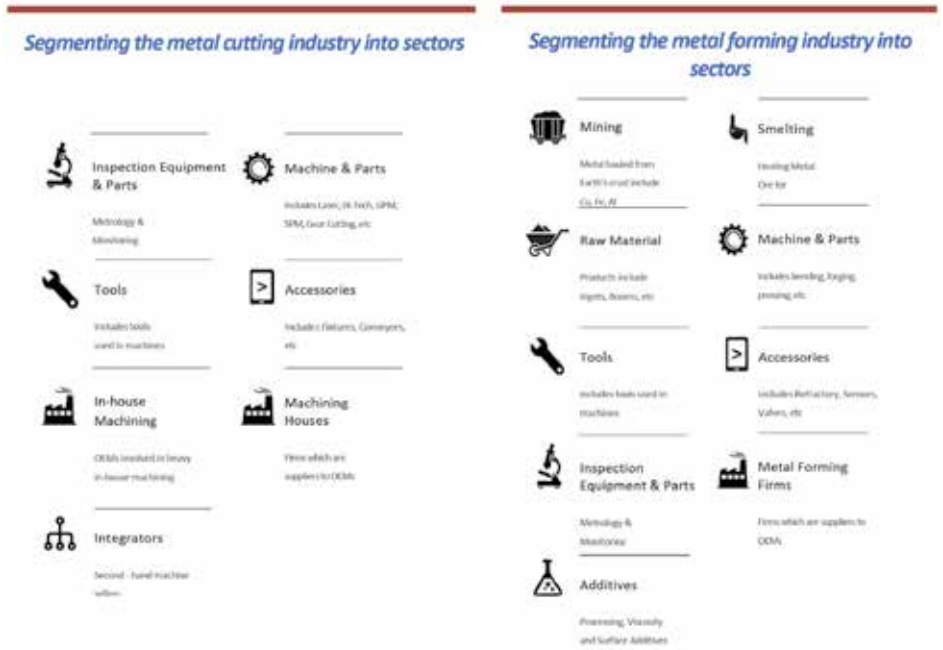 Segmenting the metal cutting industry into sectors
Inspection Equipment
& Parts
Metrology &
Monitoring
Machine & Parts
Includes Laser, Hi-Tech, GPM,
SPM, Gear Cutting, etc
Tools
Includes tools
used in machines
>
Accessories
Includes Fixtures, Conveyors,
etc
In-house
Machining
OEMs involved in heavy
in-house machining
Machining
Houses
Firms which are
suppliers to OEMs
Integrators
Second - hand machine
sellers
Segmenting the metal forming industry into
sectors
Mining
Metal hauled from
Earth's crust include
Cu, Fe, Al
Smelting
Heating Metal
Ore for
Raw Material
Products include
Ingots, Blooms, etc
Machine & Parts
Includes bending, forging,
pressing, etc
Tools
Includes tools used in
machines
>
Accessories
Includes Refractory, Sensors,
Valves, etc
Inspection
Equipment & Parts
Metrology &
Monitoring
Metal Forming
Firms
Firms which are suppliers to
OEMs
Additives
Processing, Viscosity
and Surface Additives